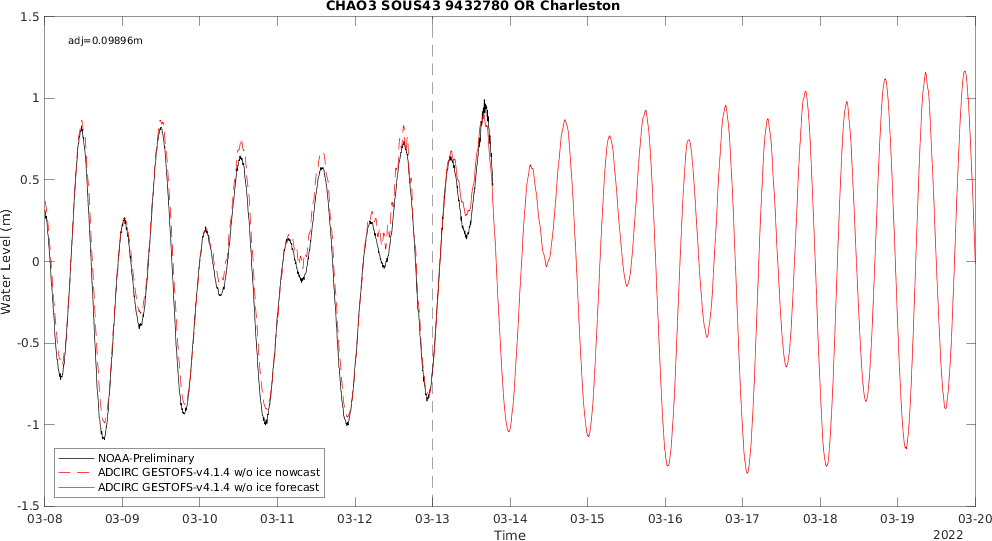 CHAO3 SOUS43 9432780 OR Charleston
adj=0.09896m
1.5
1
0.5
0
-0.5
-1
-1.5
Water Level (m)
NOAA-Preliminary
ADCIRC GESTOFS-v4.1.4 w/o ice nowcast
ADCIRC GESTOFS-v4.1.4 w/o ice forecast
03-08 03-09 03-10 03-11 03-12 03-13 03-14 03-15 03-16 03-17 03-18 03-19 03-20
Time
2022